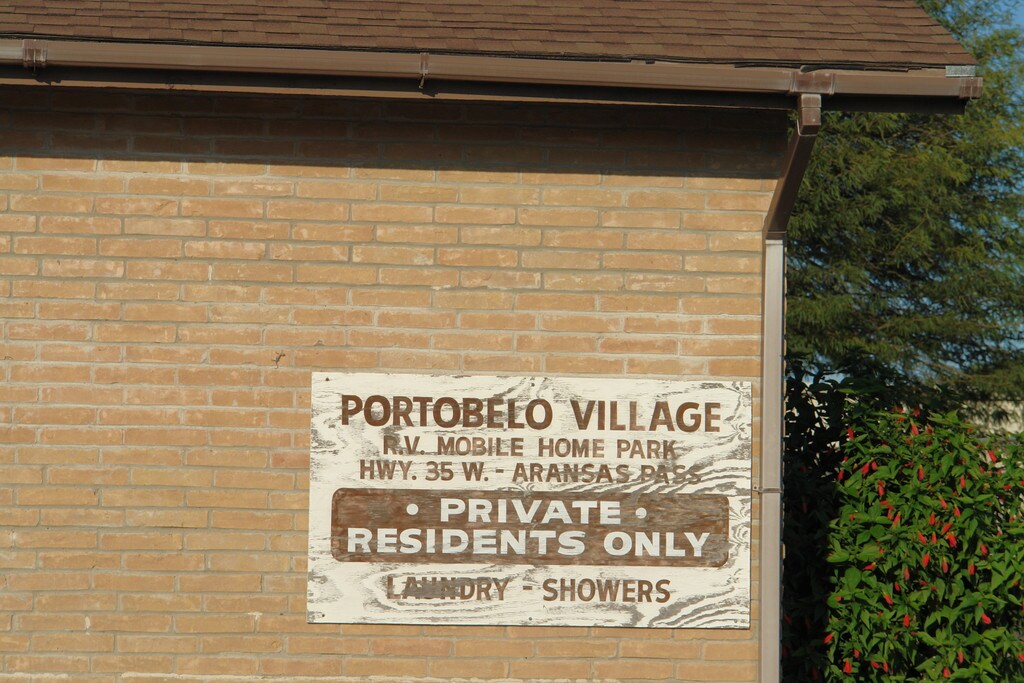 PORTOBELO VILLAGE
R.V. MOBILE HOME PARK
HWY. 35 W. - ARANSAS PASS
• PRIVATE •
RESIDENTS ONLY
LAUNDRY - SHOWERS